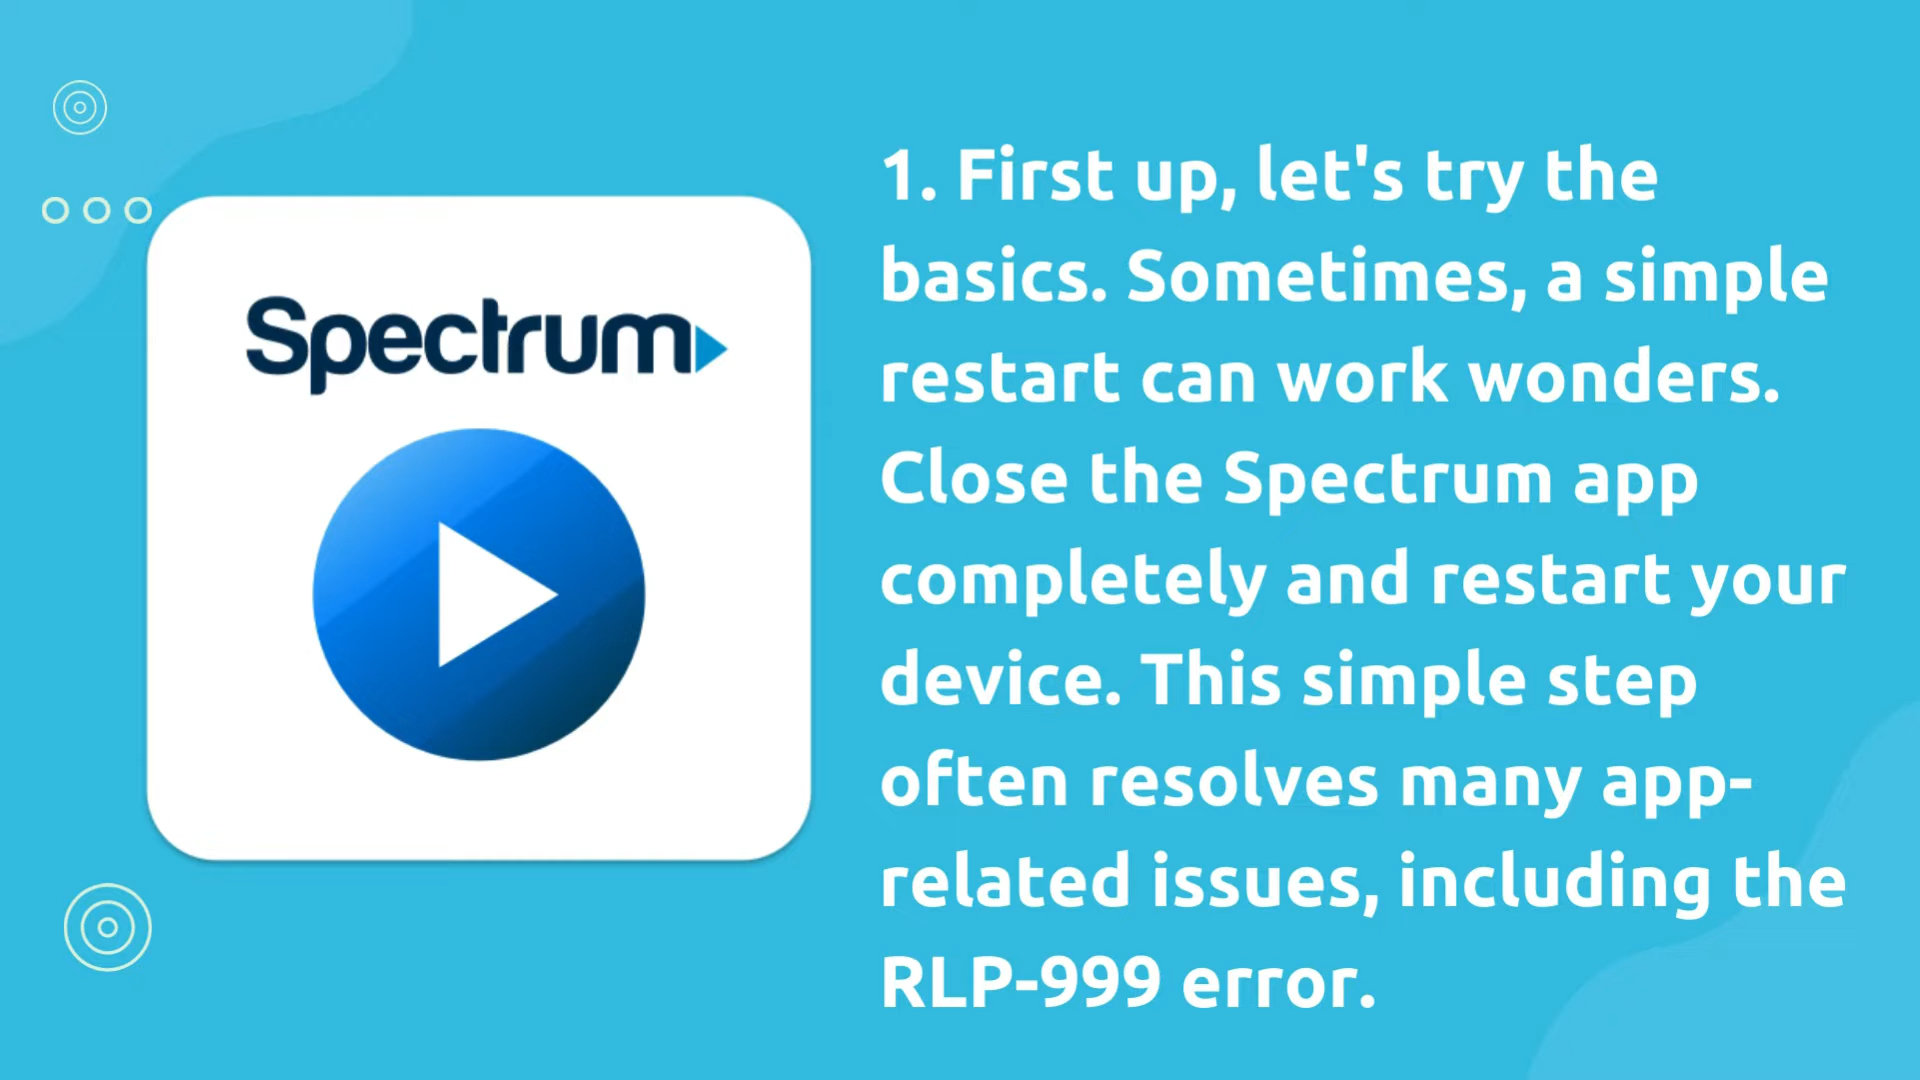 Spectrum
1. First up, let's try the
basics. Sometimes, a simple
restart can work wonders.
Close the Spectrum app
completely and restart your
device. This simple step
often resolves many app-
related issues, including the
RLP-999 error.